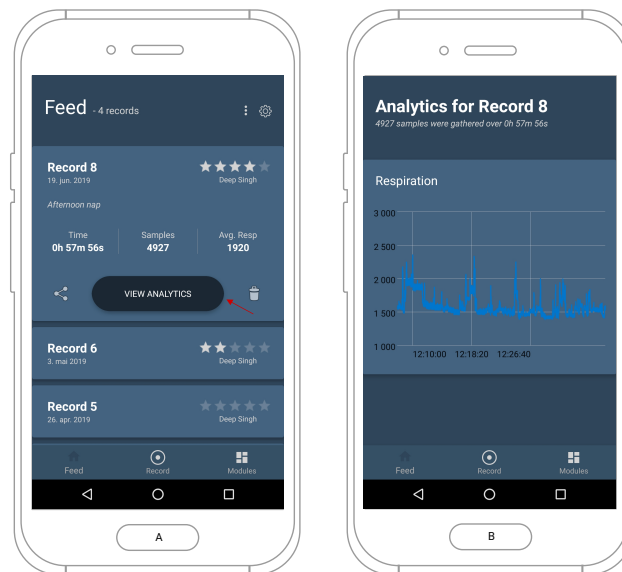 Feed - 4 records
Record 8
19. jun. 2019
Deep Singh
Afternoon nap
Time Samples Avg. Resp
0h 57m 56s 4927 1920
VIEW ANALYTICS
Record 6
3. mai 2019
Deep Singh
Record 5
26. apr. 2019
Deep Singh
Feed Record Modules
A
Analytics for Record 8
4927 samples were gathered over 0h 57m 56s
Respiration
3 000
2 500
2 000
1 500
1 000
12:10:00 12:18:20 12:26:40
Feed Record Modules
B